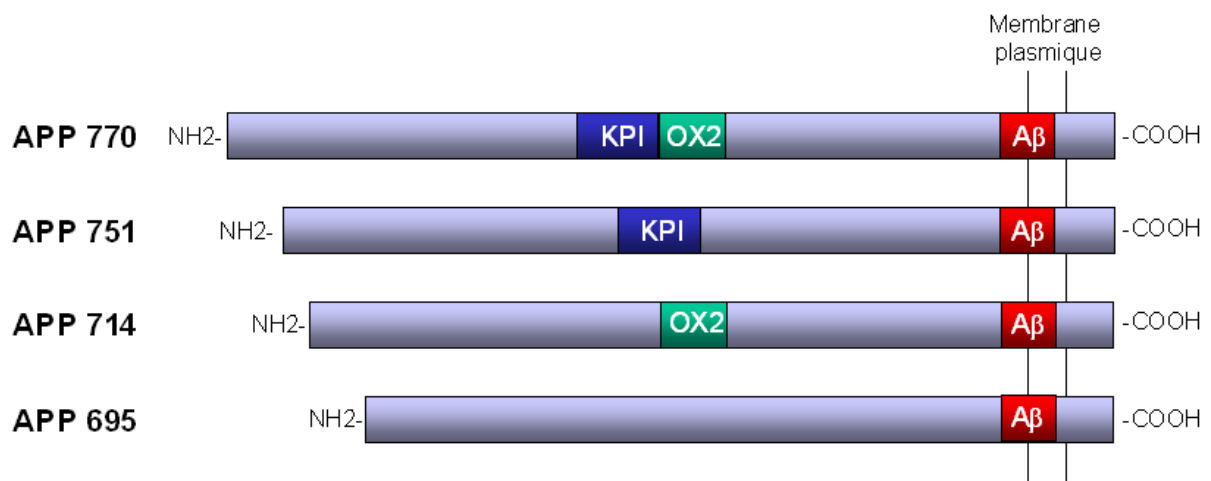 Membrane
plasmique
APP 770 NH2- KPI OX2 Aβ -COOH
APP 751 NH2- KPI Aβ -COOH
APP 714 NH2- OX2 Aβ -COOH
APP 695 NH2- Aβ -COOH